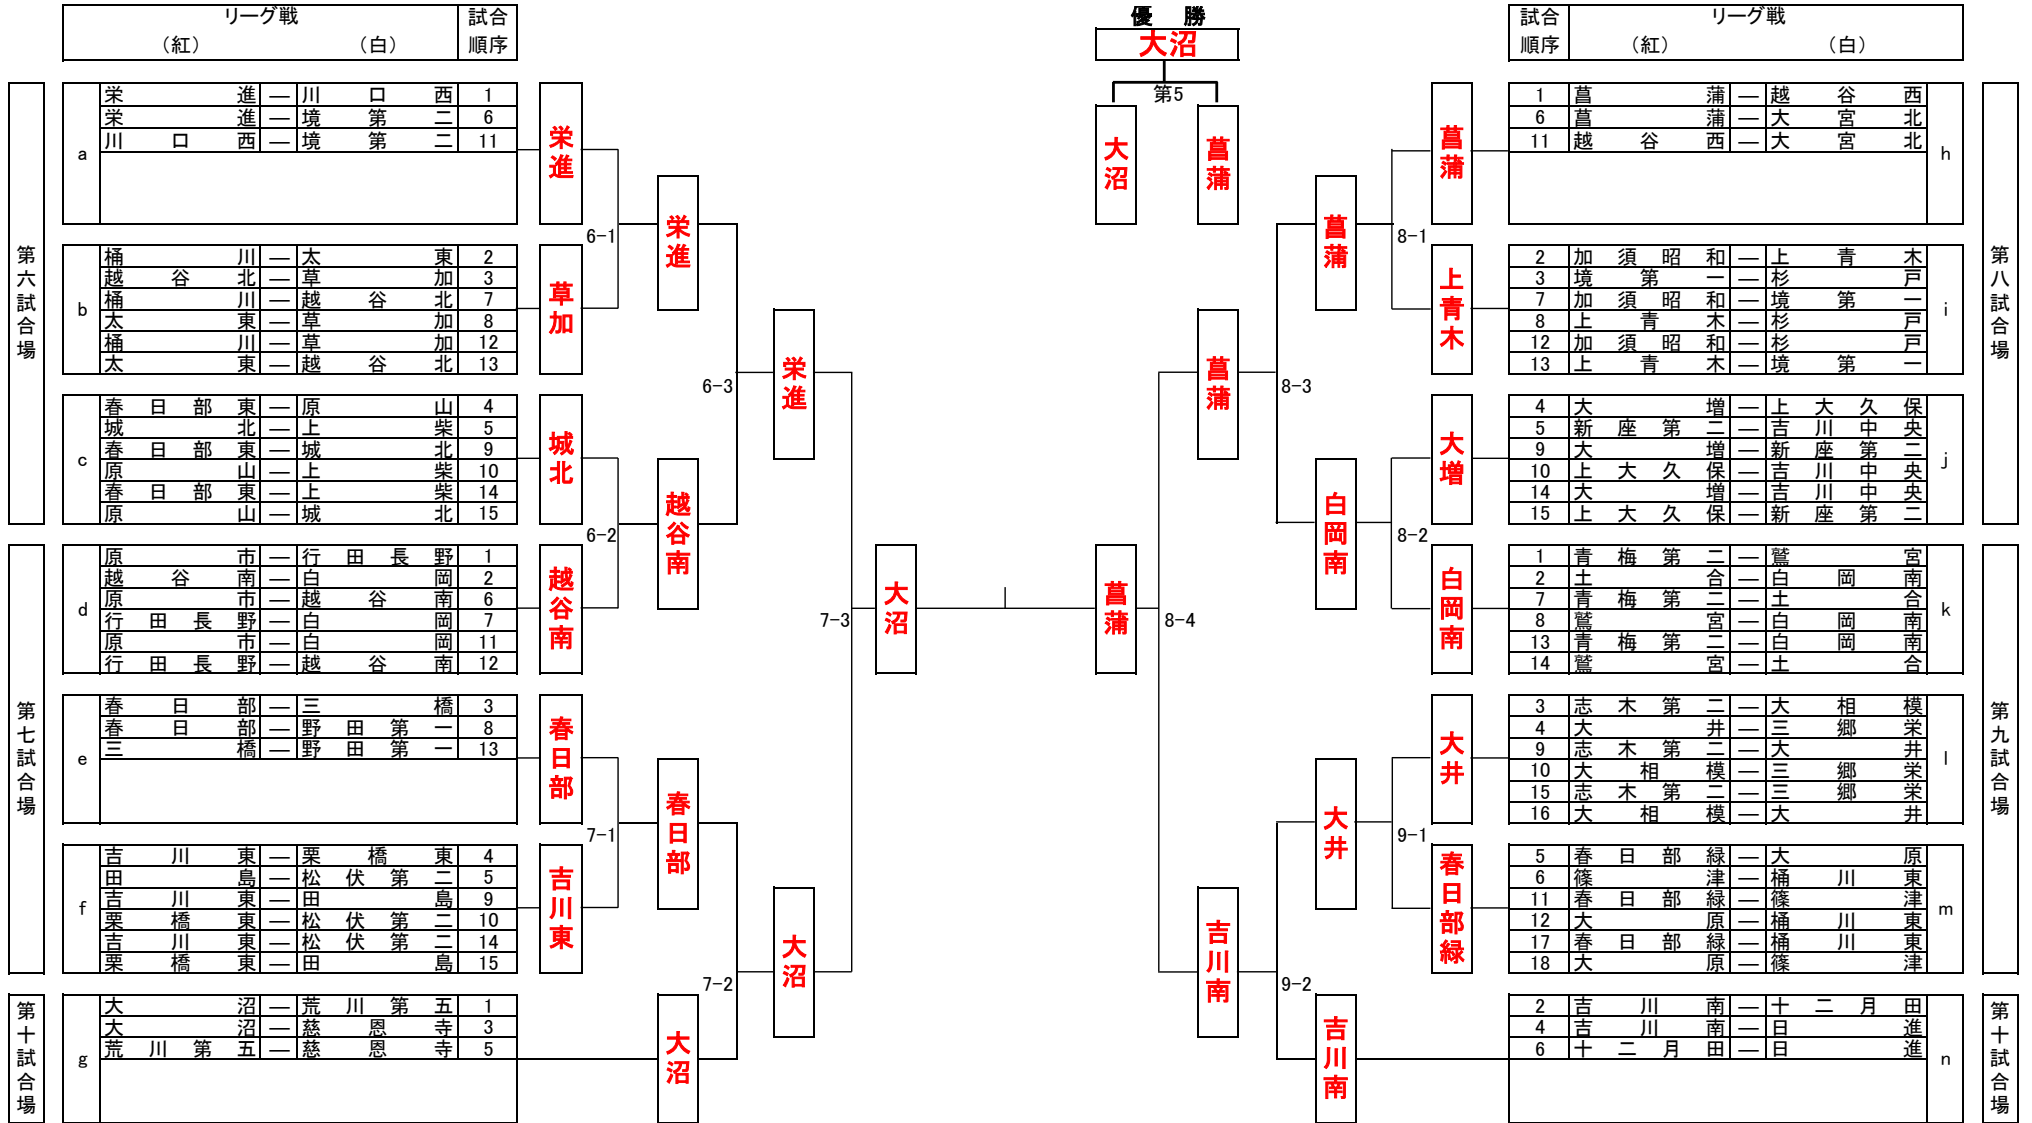 リーグ戦
（紅） （白）
試合
順序
優 勝
大沼
第5
大沼
菖蒲
試合
順序
リーグ戦
（紅） （白）
第六試合場
a
栄進 ― 川口西 1
栄進 ― 境第二 6
川口西 ― 境第二 11
b
桶川 ― 太東 2
越谷北 ― 草加 3
桶川 ― 越谷北 7
太東 ― 草加 8
桶川 ― 草加 12
太東 ― 越谷北 13
c
春日部東 ― 原山 4
城北 ― 上柴 5
春日部東 ― 城北 9
原山 ― 上柴 10
春日部東 ― 上柴 14
原山 ― 城北 15
第七試合場
d
原市 ― 行田長野 1
越谷南 ― 白岡 2
原市 ― 越谷南 6
行田長野 ― 白岡 7
原市 ― 白岡 11
行田長野 ― 越谷南 12
e
春日部 ― 三橋 3
春日部 ― 野田第一 8
三橋 ― 野田第一 13
f
吉川東 ― 栗橋東 4
田島 ― 松伏第二 5
吉川東 ― 田島 9
栗橋東 ― 松伏第二 10
吉川東 ― 松伏第二 14
栗橋東 ― 田島 15
第十試合場
g
大沼 ― 荒川第五 1
大沼 ― 慈恩寺 3
荒川第五 ― 慈恩寺 5
栄進
草加
城北
越谷南
春日部
吉川東
6-1
6-2
7-1
栄進
越谷南
春日部
大沼
6-3
7-2
栄進
大沼
7-3
大沼
菖蒲
8-4
菖蒲
吉川南
8-3
9-2
菖蒲
白岡南
大井
吉川南
8-1
8-2
9-1
菖蒲
上青木
大増
白岡南
大井
春日部緑
1 菖蒲 ― 越谷西
6 菖蒲 ― 大宮北
11 越谷西 ― 大宮北
h
2 加須昭和 ― 上青木
3 境第一 ― 杉戸
7 加須昭和 ― 境第一
8 上青木 ― 杉戸
12 加須昭和 ― 杉戸
13 上青木 ― 境第一
i
4 大増 ― 上大久保
5 新座第二 ― 吉川中央
9 大増 ― 新座第二
10 上大久保 ― 吉川中央
14 大増 ― 吉川中央
15 上大久保 ― 新座第二
j
第八試合場
1 青梅第二 ― 鷲宮
2 土合 ― 白岡南
7 青梅第二 ― 土合
8 鷲宮 ― 白岡南
13 青梅第二 ― 白岡南
14 鷲宮 ― 土合
k
3 志木第二 ― 大相模
4 大井 ― 三郷栄
9 志木第二 ― 大井
10 大相模 ― 三郷栄
15 志木第二 ― 三郷栄
16 大相模 ― 大井
l
5 春日部緑 ― 大原
6 篠津 ― 桶川東
11 春日部緑 ― 篠津
12 大原 ― 桶川東
17 春日部緑 ― 桶川東
18 大原 ― 篠津
m
第九試合場
2 吉川南 ― 十二月田
4 吉川南 ― 日進
6 十二月田 ― 日進
n
第十試合場